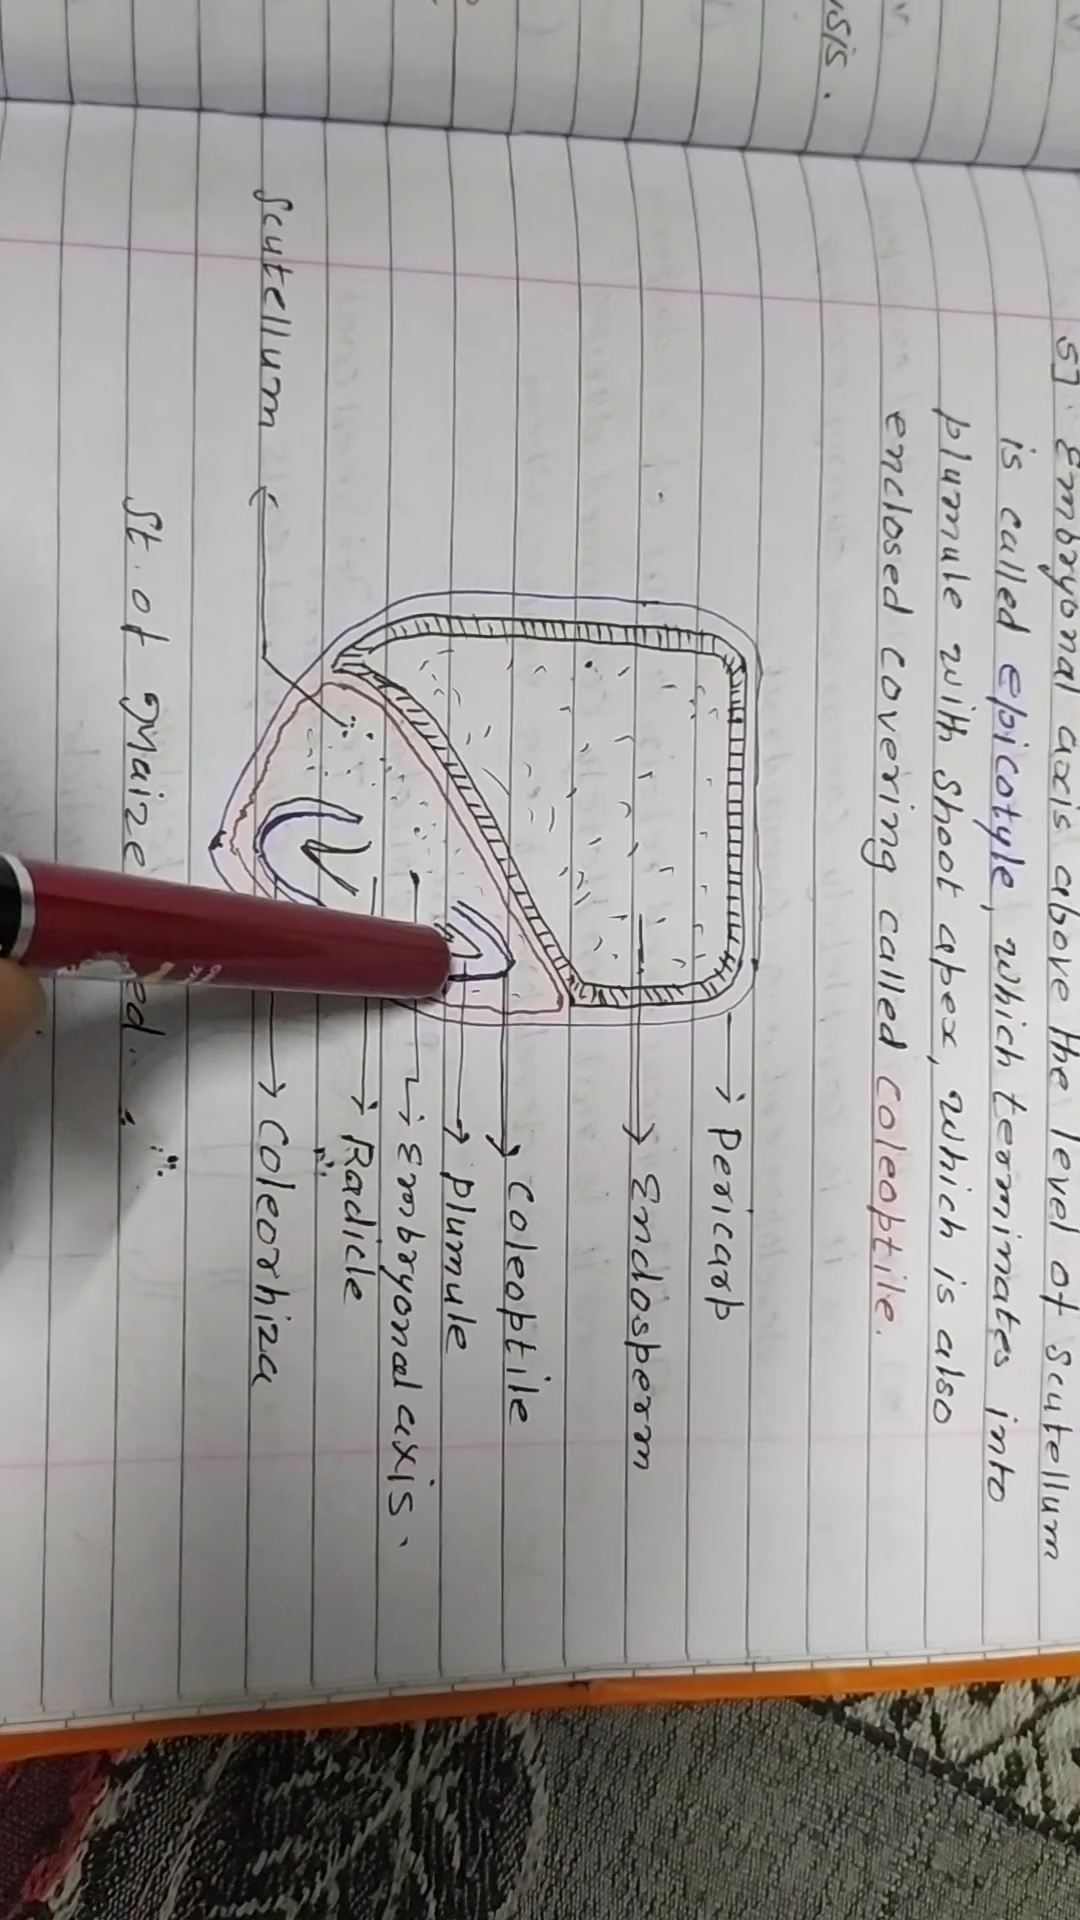 sis.
5]. Embryonal axis above the level of scutellum
is called epicotyle, which terminates into
plumule with shoot apex, which is also
enclosed covering called coleoptile.
Pericarp
Endosperm
Coleoptile
plumule
Embryonal axis.
Radicle
Coleorhiza
Scutellum
St. of Maize